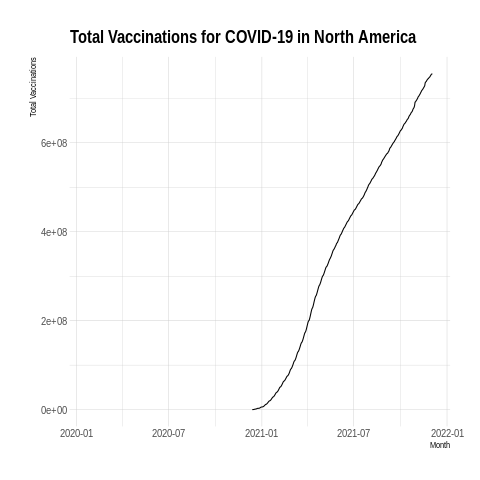 Total Vaccinations for COVID-19 in North America
Total Vaccinations
6e+08
4e+08
2e+08
0e+00
2020-01 2020-07 2021-01 2021-07 2022-01
Month